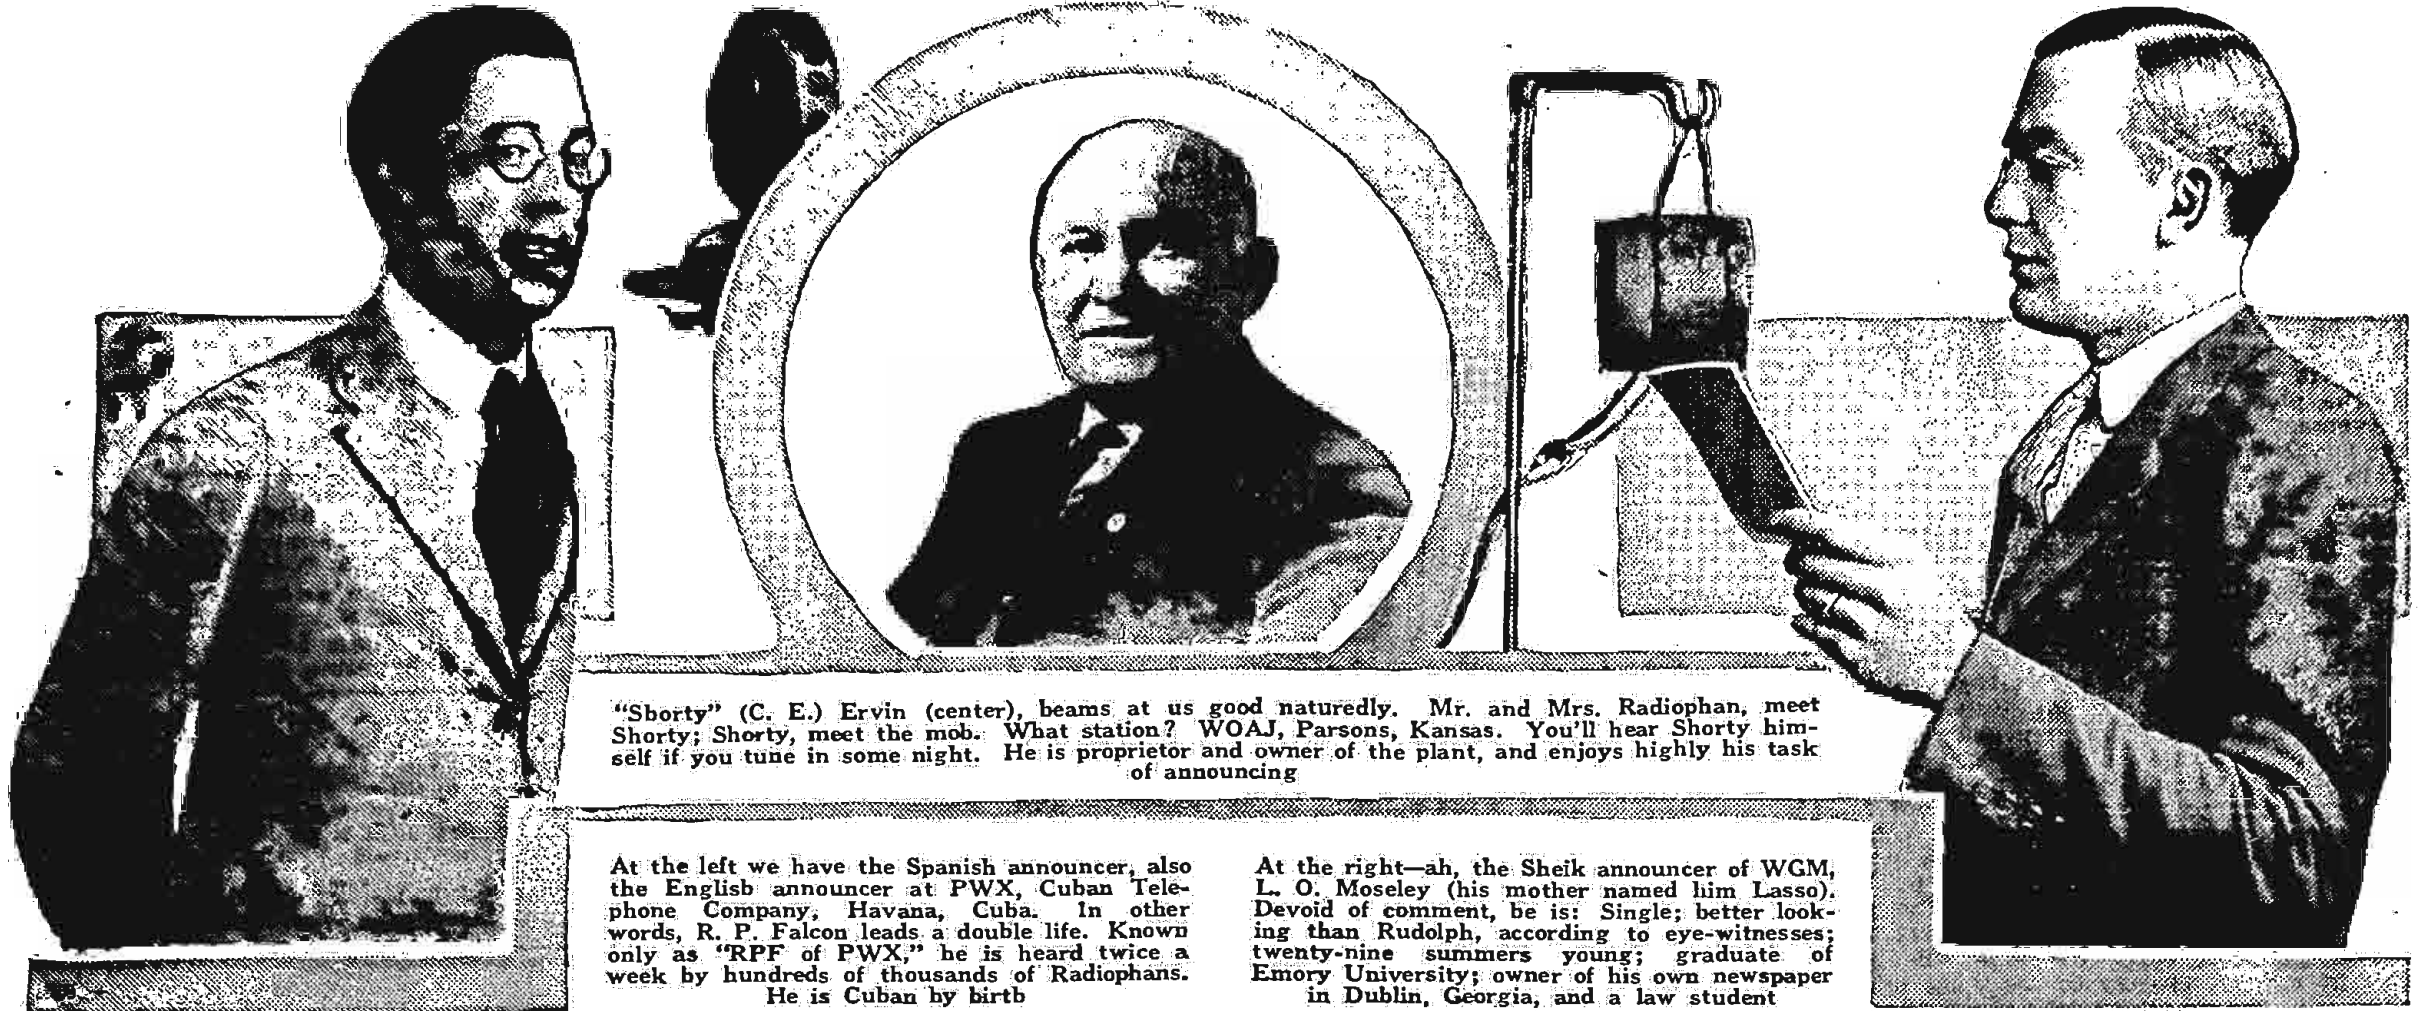 "Shorty" (C. E.) Ervin (center), beams at us good naturedly. Mr. and Mrs. Radiophan, meet
Shorty; Shorty, meet the mob. What station? WOAJ, Parsons, Kansas. You'll hear Shorty him-
self if you tune in some night. He is proprietor and owner of the plant, and enjoys highly his task
of announcing
At the left we have the Spanish announcer, also
the English announcer at PWX, Cuban Tele-
phone Company, Havana, Cuba. In other
words, R. P. Falcon leads a double life. Known
only as "RPF of PWX," he is heard twice a
week by hundreds of thousands of Radiophans.
He is Cuban by birth
At the right—ah, the Sheik announcer of WGM,
L. O. Moseley (his mother named him Lasso).
Devoid of comment, he is: Single; better look-
ing than Rudolph, according to eye-witnesses;
twenty-nine summers young; graduate of
Emory University; owner of his own newspaper
in Dublin, Georgia, and a law student